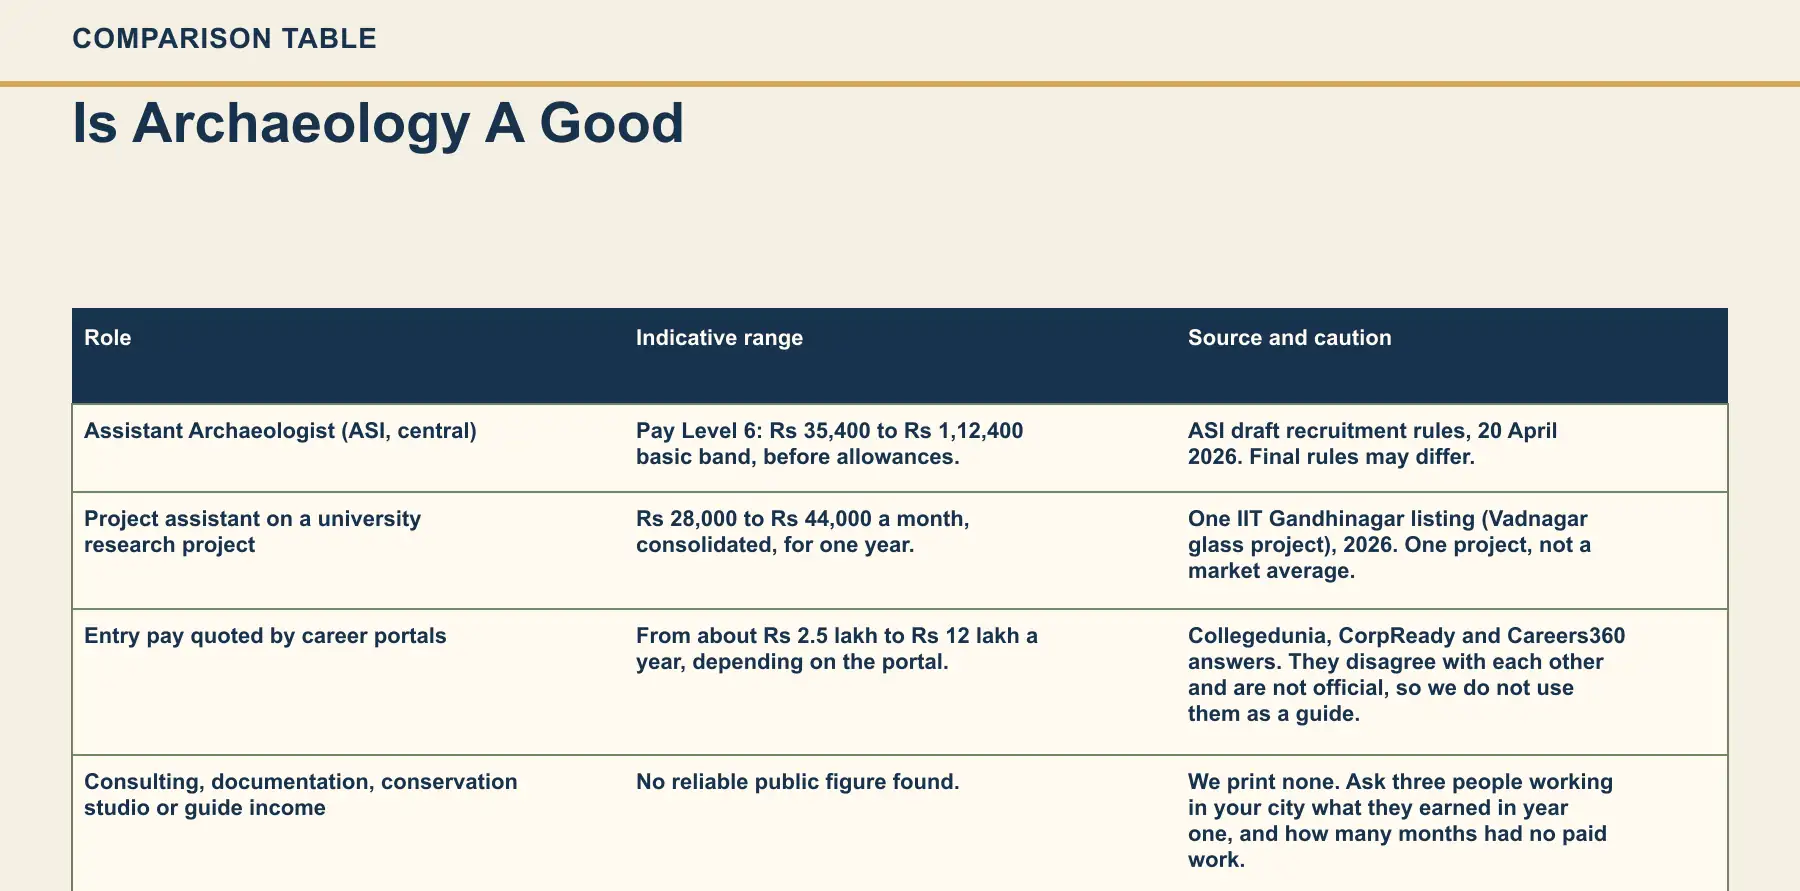 COMPARISON TABLE
Is Archaeology A Good
Role
Indicative range
Source and caution
Assistant Archaeologist (ASI, central)
Pay Level 6: Rs 35,400 to Rs 1,12,400
basic band, before allowances.
ASI draft recruitment rules, 20 April
2026. Final rules may differ.
Project assistant on a university
research project
Rs 28,000 to Rs 44,000 a month,
consolidated, for one year.
One IIT Gandhinagar listing (Vadnagar
glass project), 2026. One project, not a
market average.
Entry pay quoted by career portals
From about Rs 2.5 lakh to Rs 12 lakh a
year, depending on the portal.
Collegedunia, CorpReady and Careers360
answers. They disagree with each other
and are not official, so we do not use
them as a guide.
Consulting, documentation, conservation
studio or guide income
No reliable public figure found.
We print none. Ask three people working
in your city what they earned in year
one, and how many months had no paid
work.